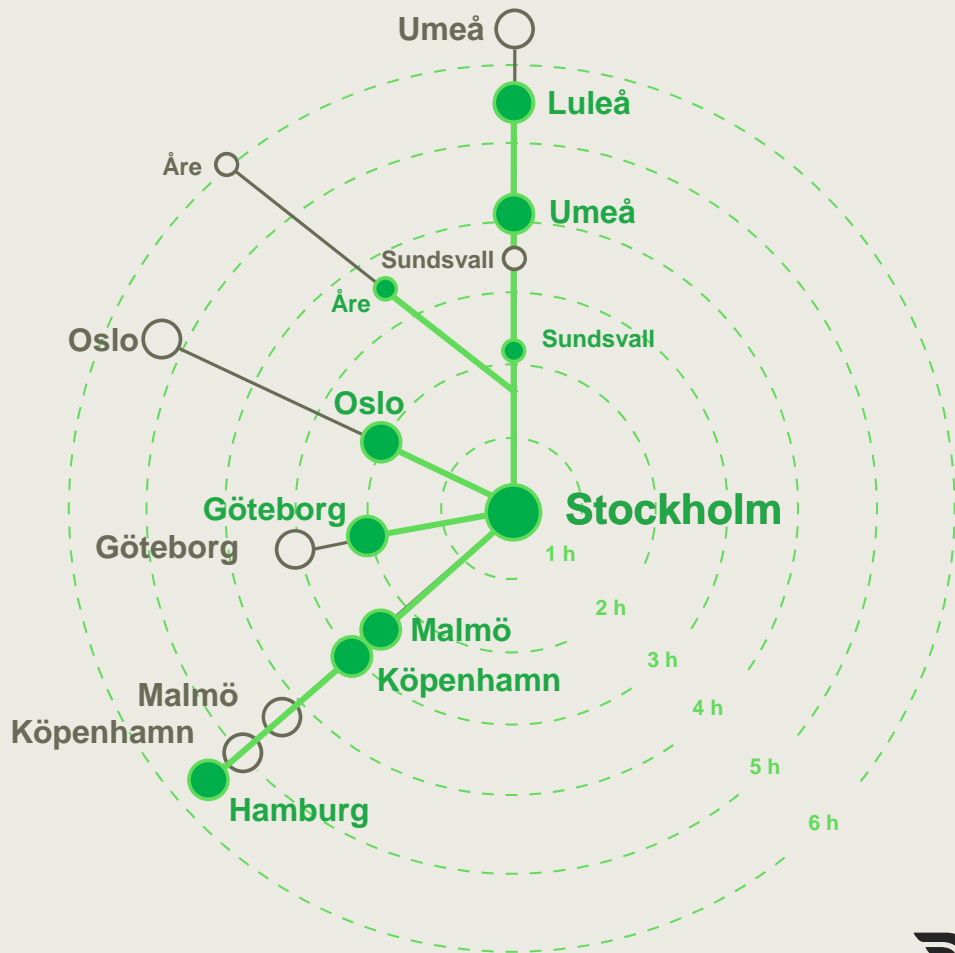 Umeå
Luleå
Åre
Umeå
Sundsvall
Åre
Sundsvall
Oslo
Oslo
Göteborg
Stockholm
Göteborg
1 h
2 h
Malmö
3 h
Köpenhamn
Malmö
4 h
Köpenhamn
5 h
Hamburg
6 h